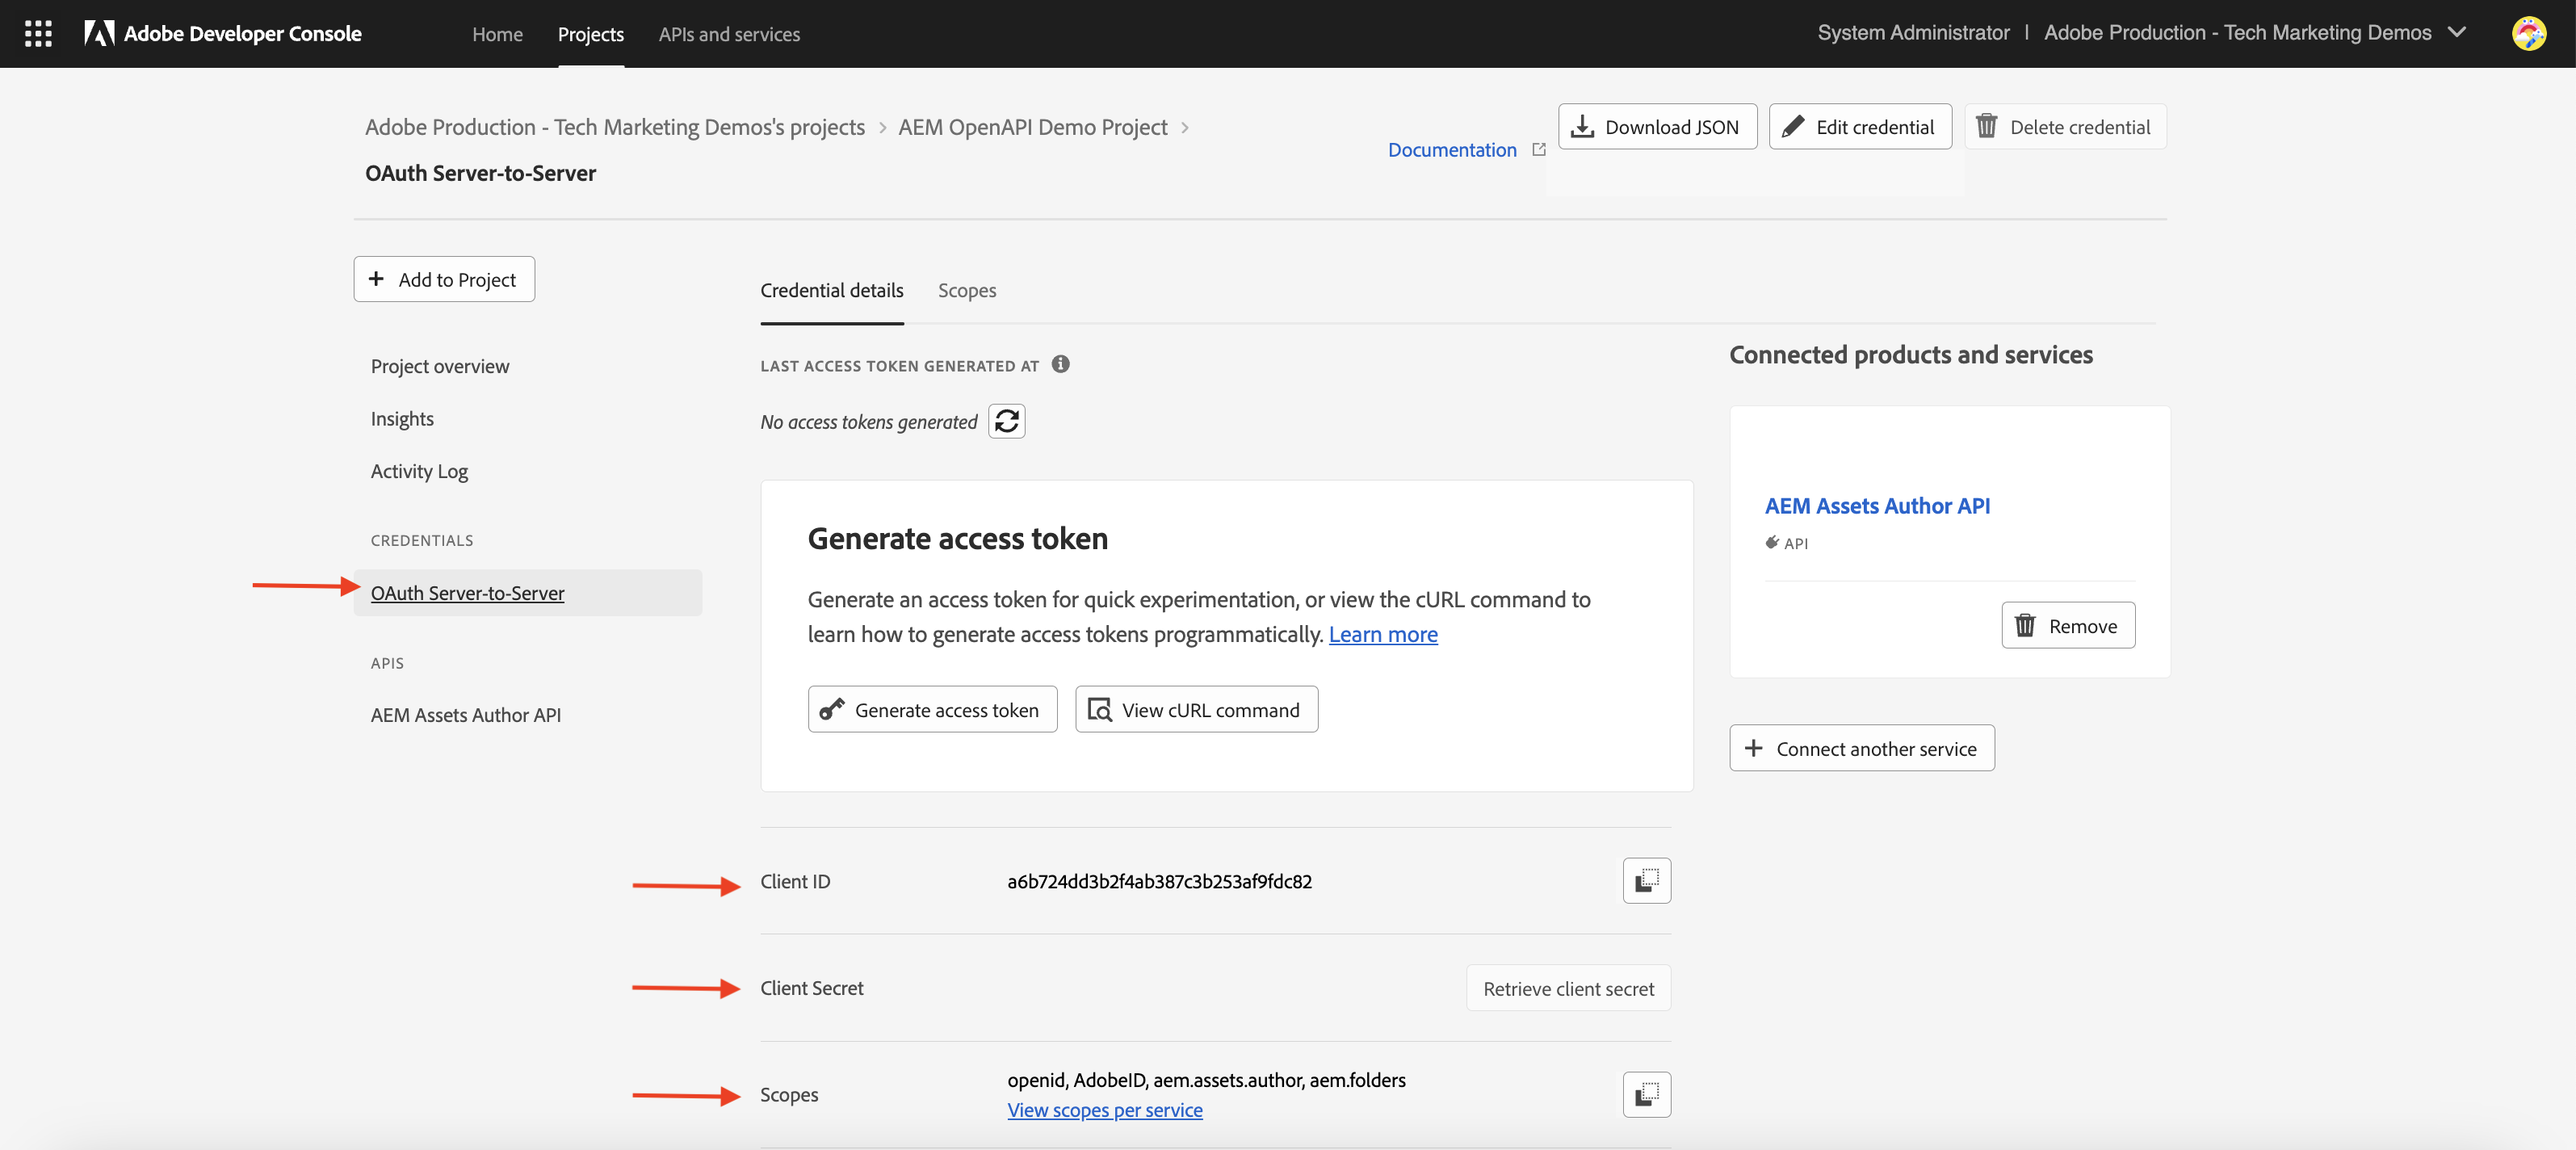 Adobe Developer Console
Home
Projects
APIs and services
System Administrator | Adobe Production - Tech Marketing Demos
Adobe Production - Tech Marketing Demos's projects > AEM OpenAPI Demo Project >
OAuth Server-to-Server
Documentation
Download JSON
Edit credential
Delete credential
+ Add to Project
Project overview
Insights
Activity Log
CREDENTIALS
OAuth Server-to-Server
APIS
AEM Assets Author API
Credential details
Scopes
LAST ACCESS TOKEN GENERATED AT
No access tokens generated
Generate access token
Generate an access token for quick experimentation, or view the cURL command to
learn how to generate access tokens programmatically. Learn more
Generate access token
View cURL command
Client ID
a6b724dd3b2f4ab387c3b253af9fdc82
Client Secret
Retrieve client secret
Scopes
openid, AdobeID, aem.assets.author, aem.folders
View scopes per service
Connected products and services
AEM Assets Author API
API
Remove
+ Connect another service